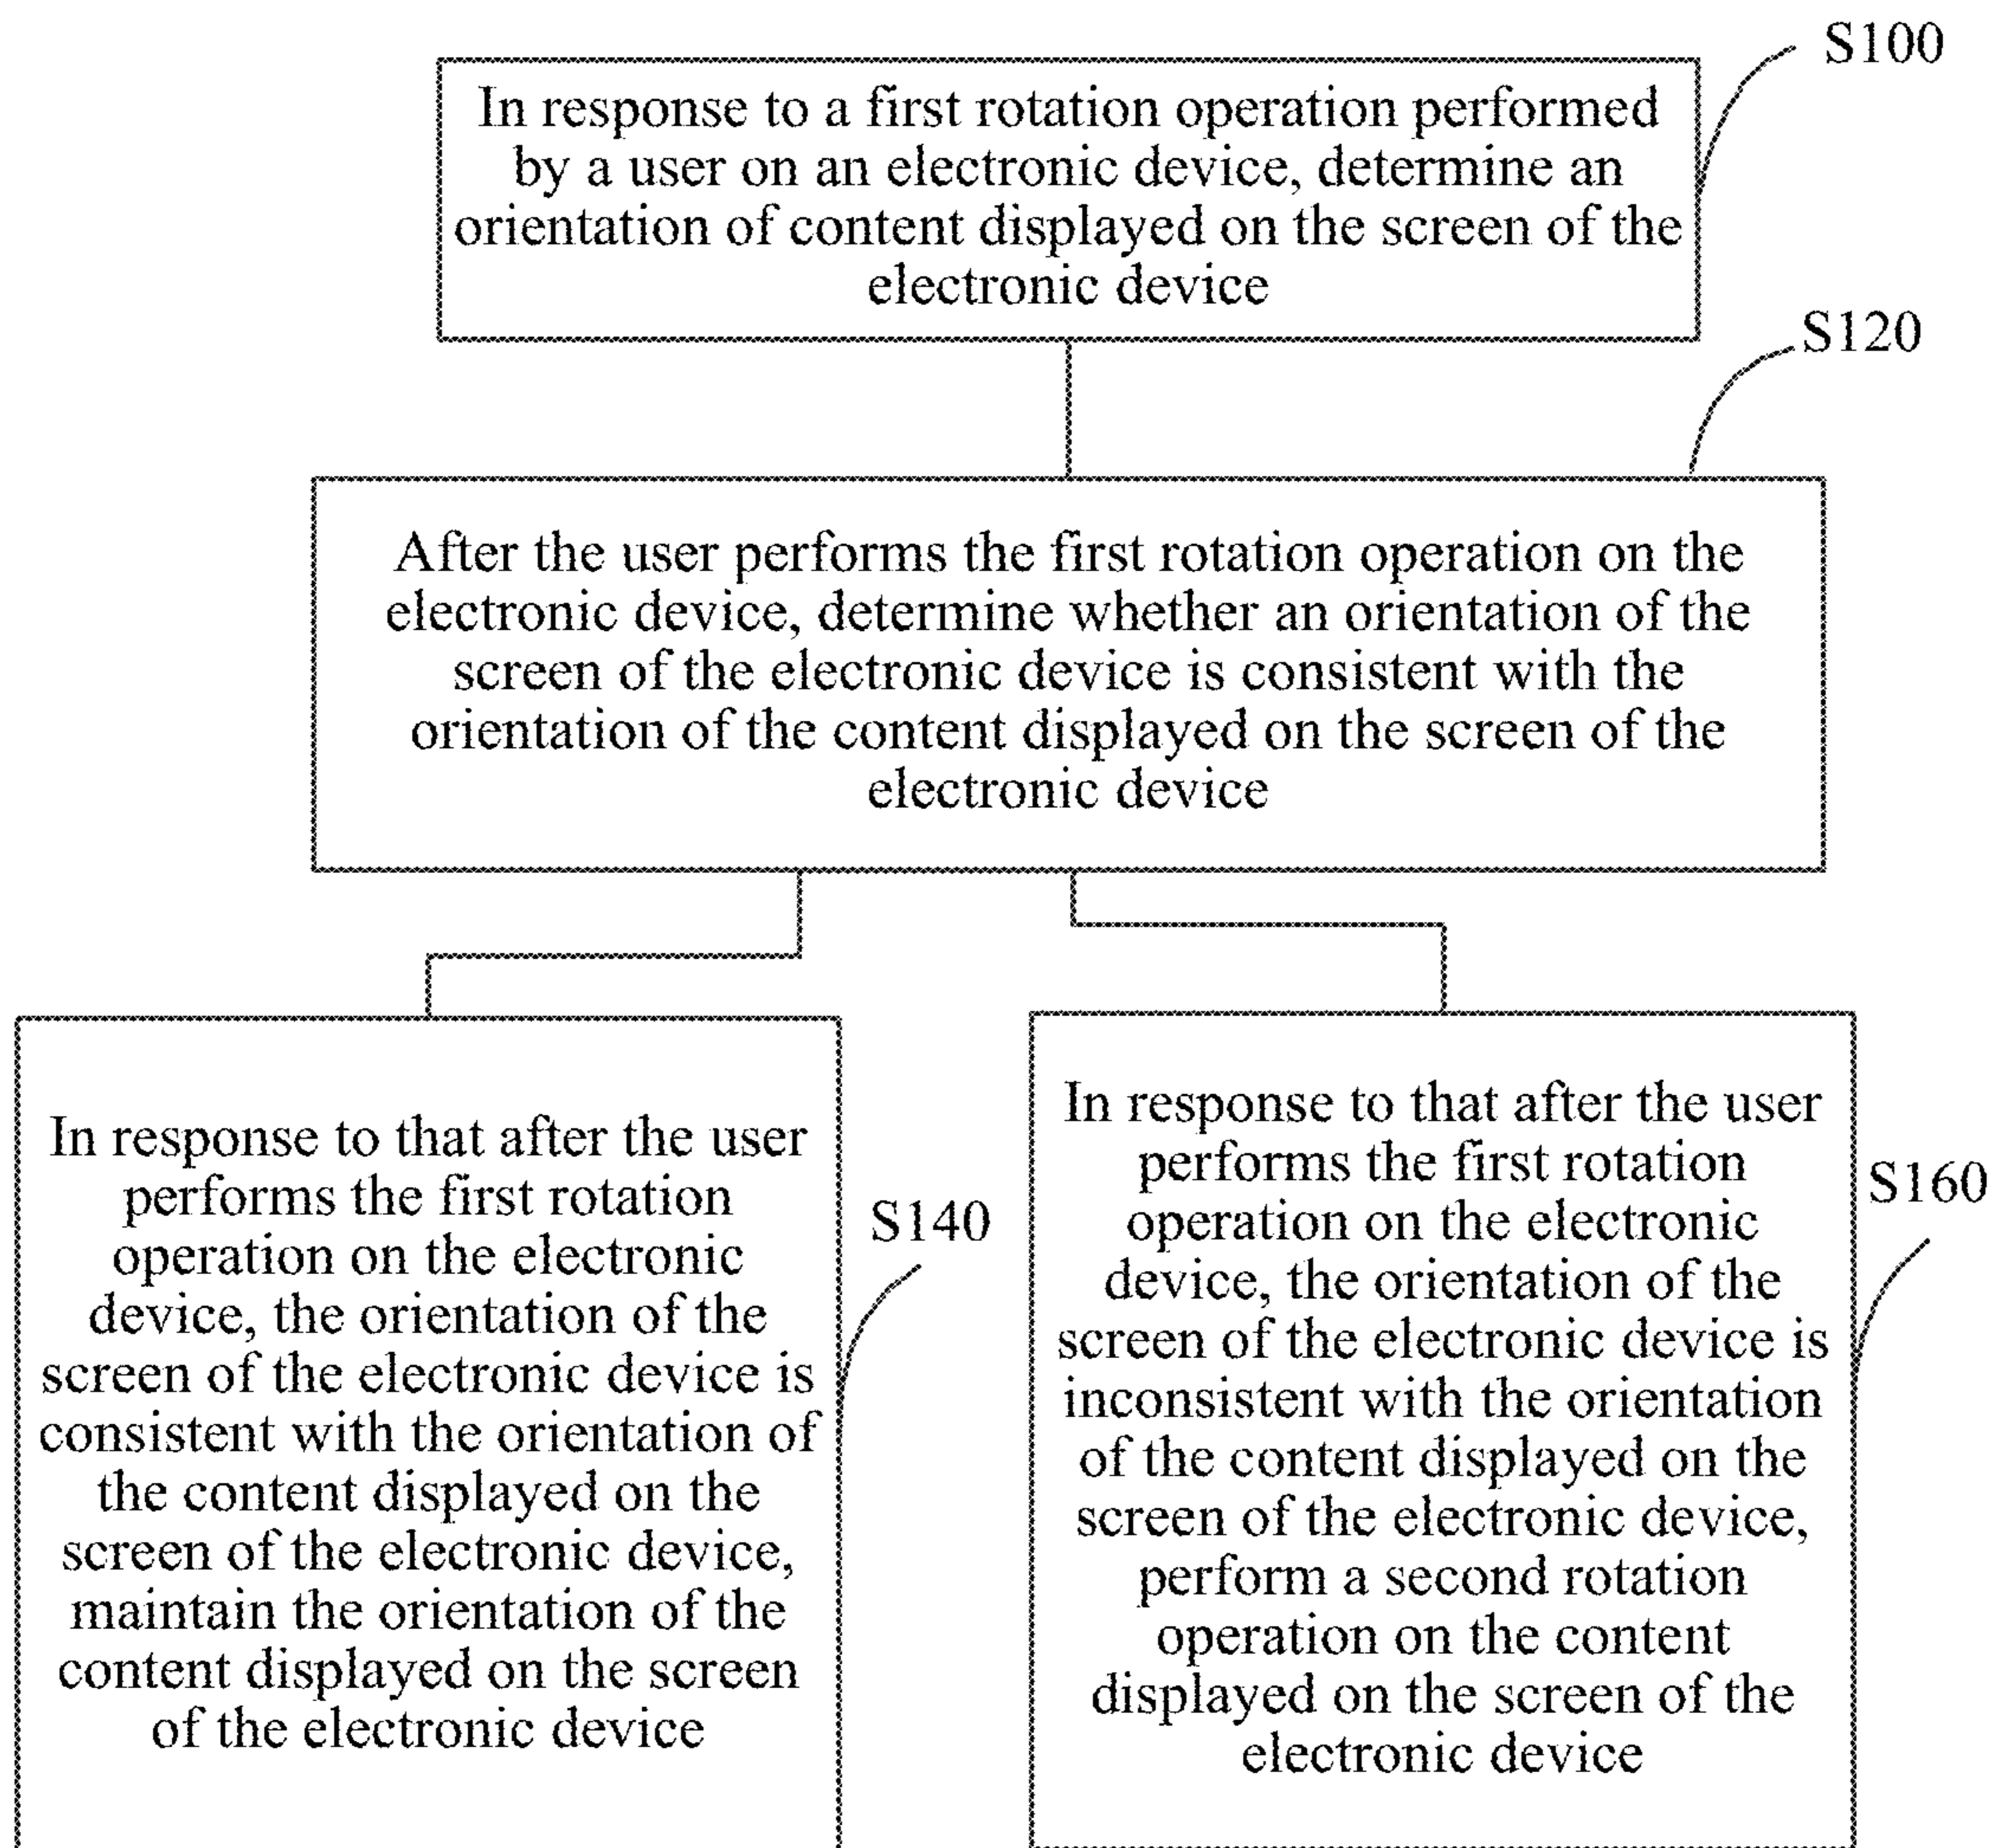 S100
In response to a first rotation operation performed
by a user on an electronic device, determine an
orientation of content displayed on the screen of the
electronic device
S120
After the user performs the first rotation operation on the
electronic device, determine whether an orientation of the
screen of the electronic device is consistent with the
orientation of the content displayed on the screen of the
electronic device
In response to that after the user
performs the first rotation
operation on the electronic
device, the orientation of the
screen of the electronic device is
consistent with the orientation of
the content displayed on the
screen of the electronic device,
maintain the orientation of the
content displayed on the screen
of the electronic device
S140
In response to that after the user
performs the first rotation
operation on the electronic
device, the orientation of the
screen of the electronic device is
inconsistent with the orientation
of the content displayed on the
screen of the electronic device,
perform a second rotation
operation on the content
displayed on the screen of the
electronic device
S160